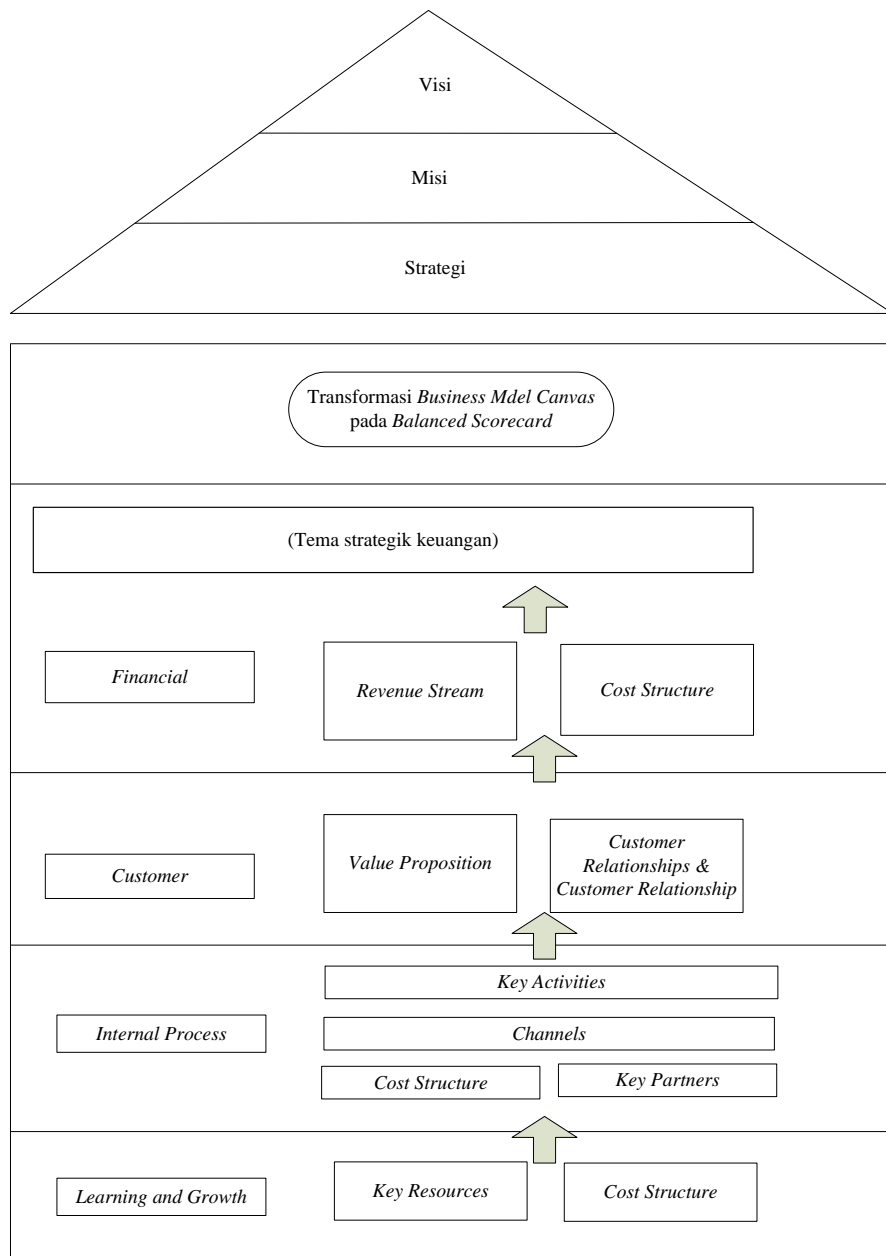 Visi
Misi
Strategi
Transformasi Business Mdel Canvas
pada Balanced Scorecard
(Tema strategik keuangan)
Financial
Revenue Stream
Cost Structure
Customer
Value Proposition
Customer
Relationships &
Customer Relationship
Internal Process
Key Activities
Channels
Cost Structure
Key Partners
Learning and Growth
Key Resources
Cost Structure